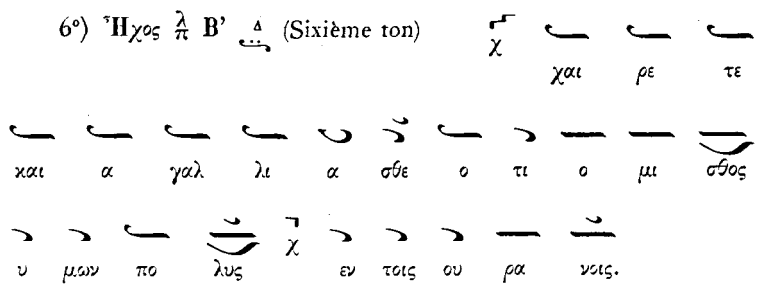 6º) Ἦχος λ/π Β' Δ (Sixième ton) χ χαι ρε τε
και α γαλ λι α σθε ο τι ο μι σθος
υ μων πο λυς χ εν τοις ου ρα νοις.